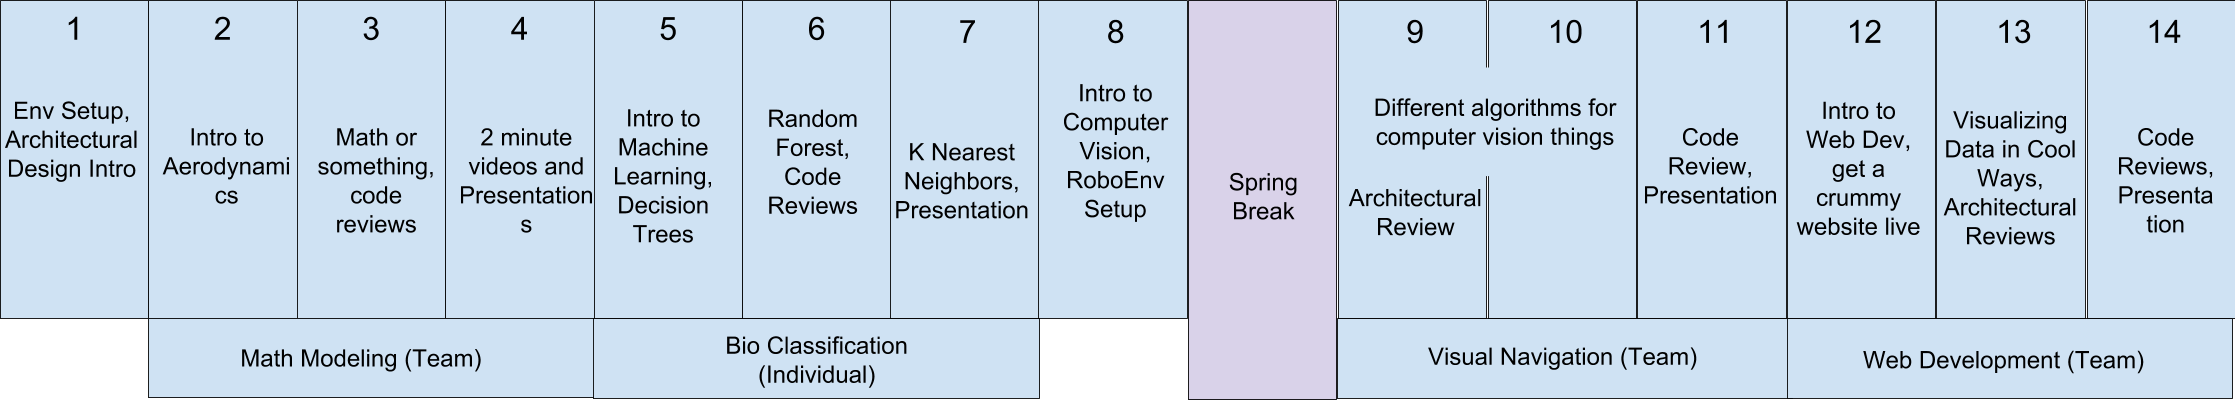 1
Env Setup,
Architectural
Design Intro
2
Intro to
Aerodynami
cs
3
Math or
something,
code
reviews
4
2 minute
videos and
Presentation
s
5
Intro to
Machine
Learning,
Decision
Trees
6
Random
Forest,
Code
Reviews
7
K Nearest
Neighbors,
Presentation
8
Intro to
Computer
Vision,
RoboEnv
Setup
Spring
Break
9
10
Different algorithms for
computer vision things
Architectural
Review
11
Code
Review,
Presentation
12
Intro to
Web Dev,
get a
crummy
website live
13
Visualizing
Data in Cool
Ways,
Architectural
Reviews
14
Code
Reviews,
Presenta
tion
Math Modeling (Team)
Bio Classification
(Individual)
Visual Navigation (Team)
Web Development (Team)